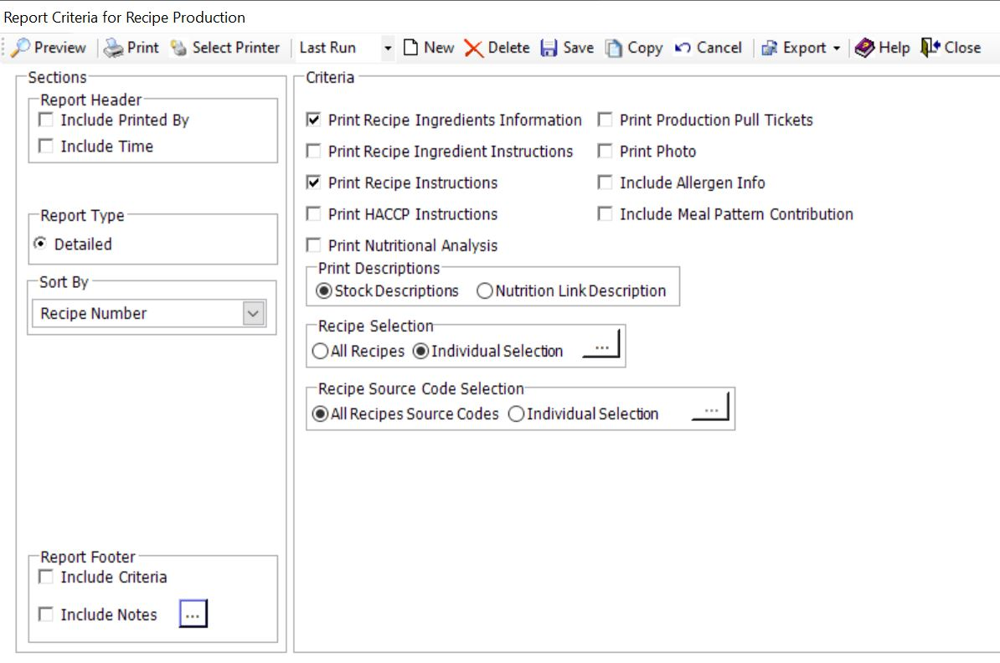 Report Criteria for Recipe Production
Preview Print Select Printer Last Run New Delete Save Copy Cancel Export Help Close
Sections
Report Header
Include Printed By
Include Time
Report Type
Detailed
Sort By
Recipe Number
Report Footer
Include Criteria
Include Notes ...
Criteria
Print Recipe Ingredients Information Print Production Pull Tickets
Print Recipe Ingredient Instructions Print Photo
Print Recipe Instructions Include Allergen Info
Print HACCP Instructions Include Meal Pattern Contribution
Print Nutritional Analysis
Print Descriptions
Stock Descriptions Nutrition Link Description
Recipe Selection
All Recipes Individual Selection ...
Recipe Source Code Selection
All Recipes Source Codes Individual Selection ...